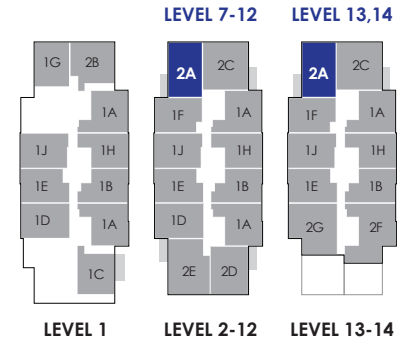 LEVEL 7-12 LEVEL 13,14
1G 2B 2A 2C 2A 2C
1A 1F 1A 1F 1A
1J 1H 1J 1H 1J 1H
1E 1B 1E 1B 1E 1B
1D 1A 1D 1A 2G 2F
1C 2E 2D
LEVEL 1 LEVEL 2-12 LEVEL 13-14